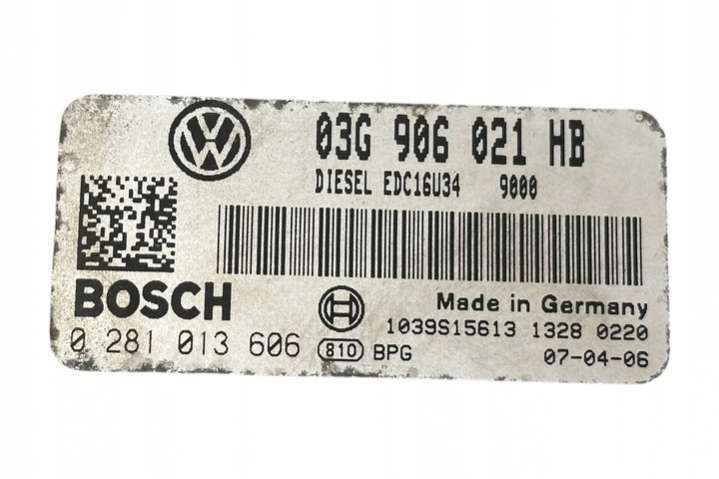 03G 906 021 HB
DIESEL EDC16U34 9000
BOSCH
Made in Germany
1039S15613 1328 0220
0 281 013 606 810 BPG 07-04-06